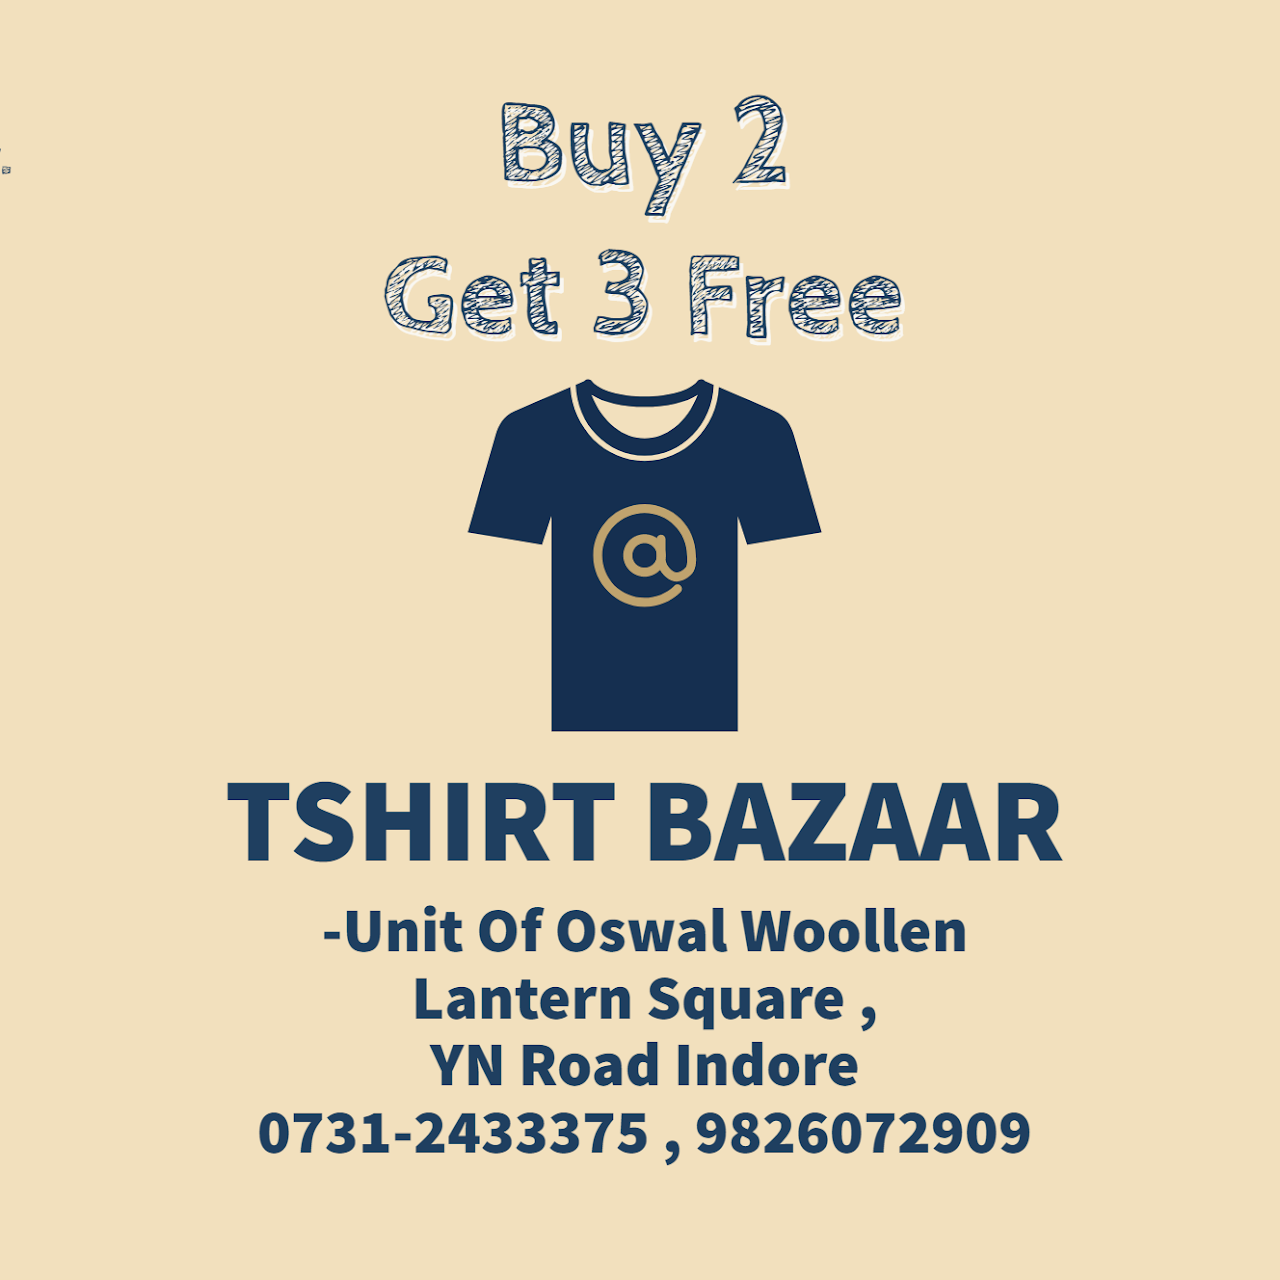 Buy 2
Get 3 Free
@
TSHIRT BAZAAR
-Unit Of Oswal Woollen
Lantern Square ,
YN Road Indore
0731-2433375 , 9826072909